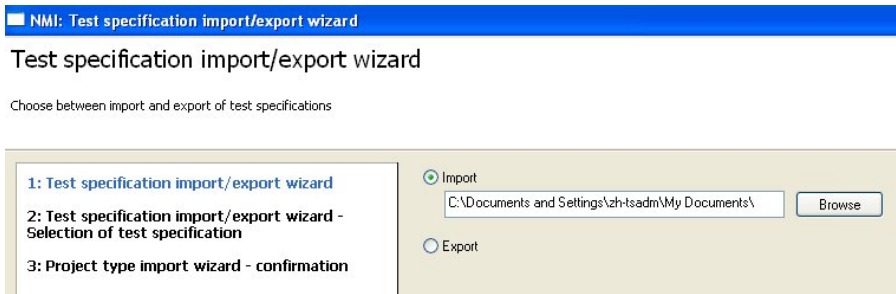 NMI: Test specification import/export wizard
Test specification import/export wizard
Choose between import and export of test specifications
1: Test specification import/export wizard
2: Test specification import/export wizard -
Selection of test specification
3: Project type import wizard - confirmation
Import
C:\Documents and Settings\zh-tsadm\My Documents\
Browse
Export